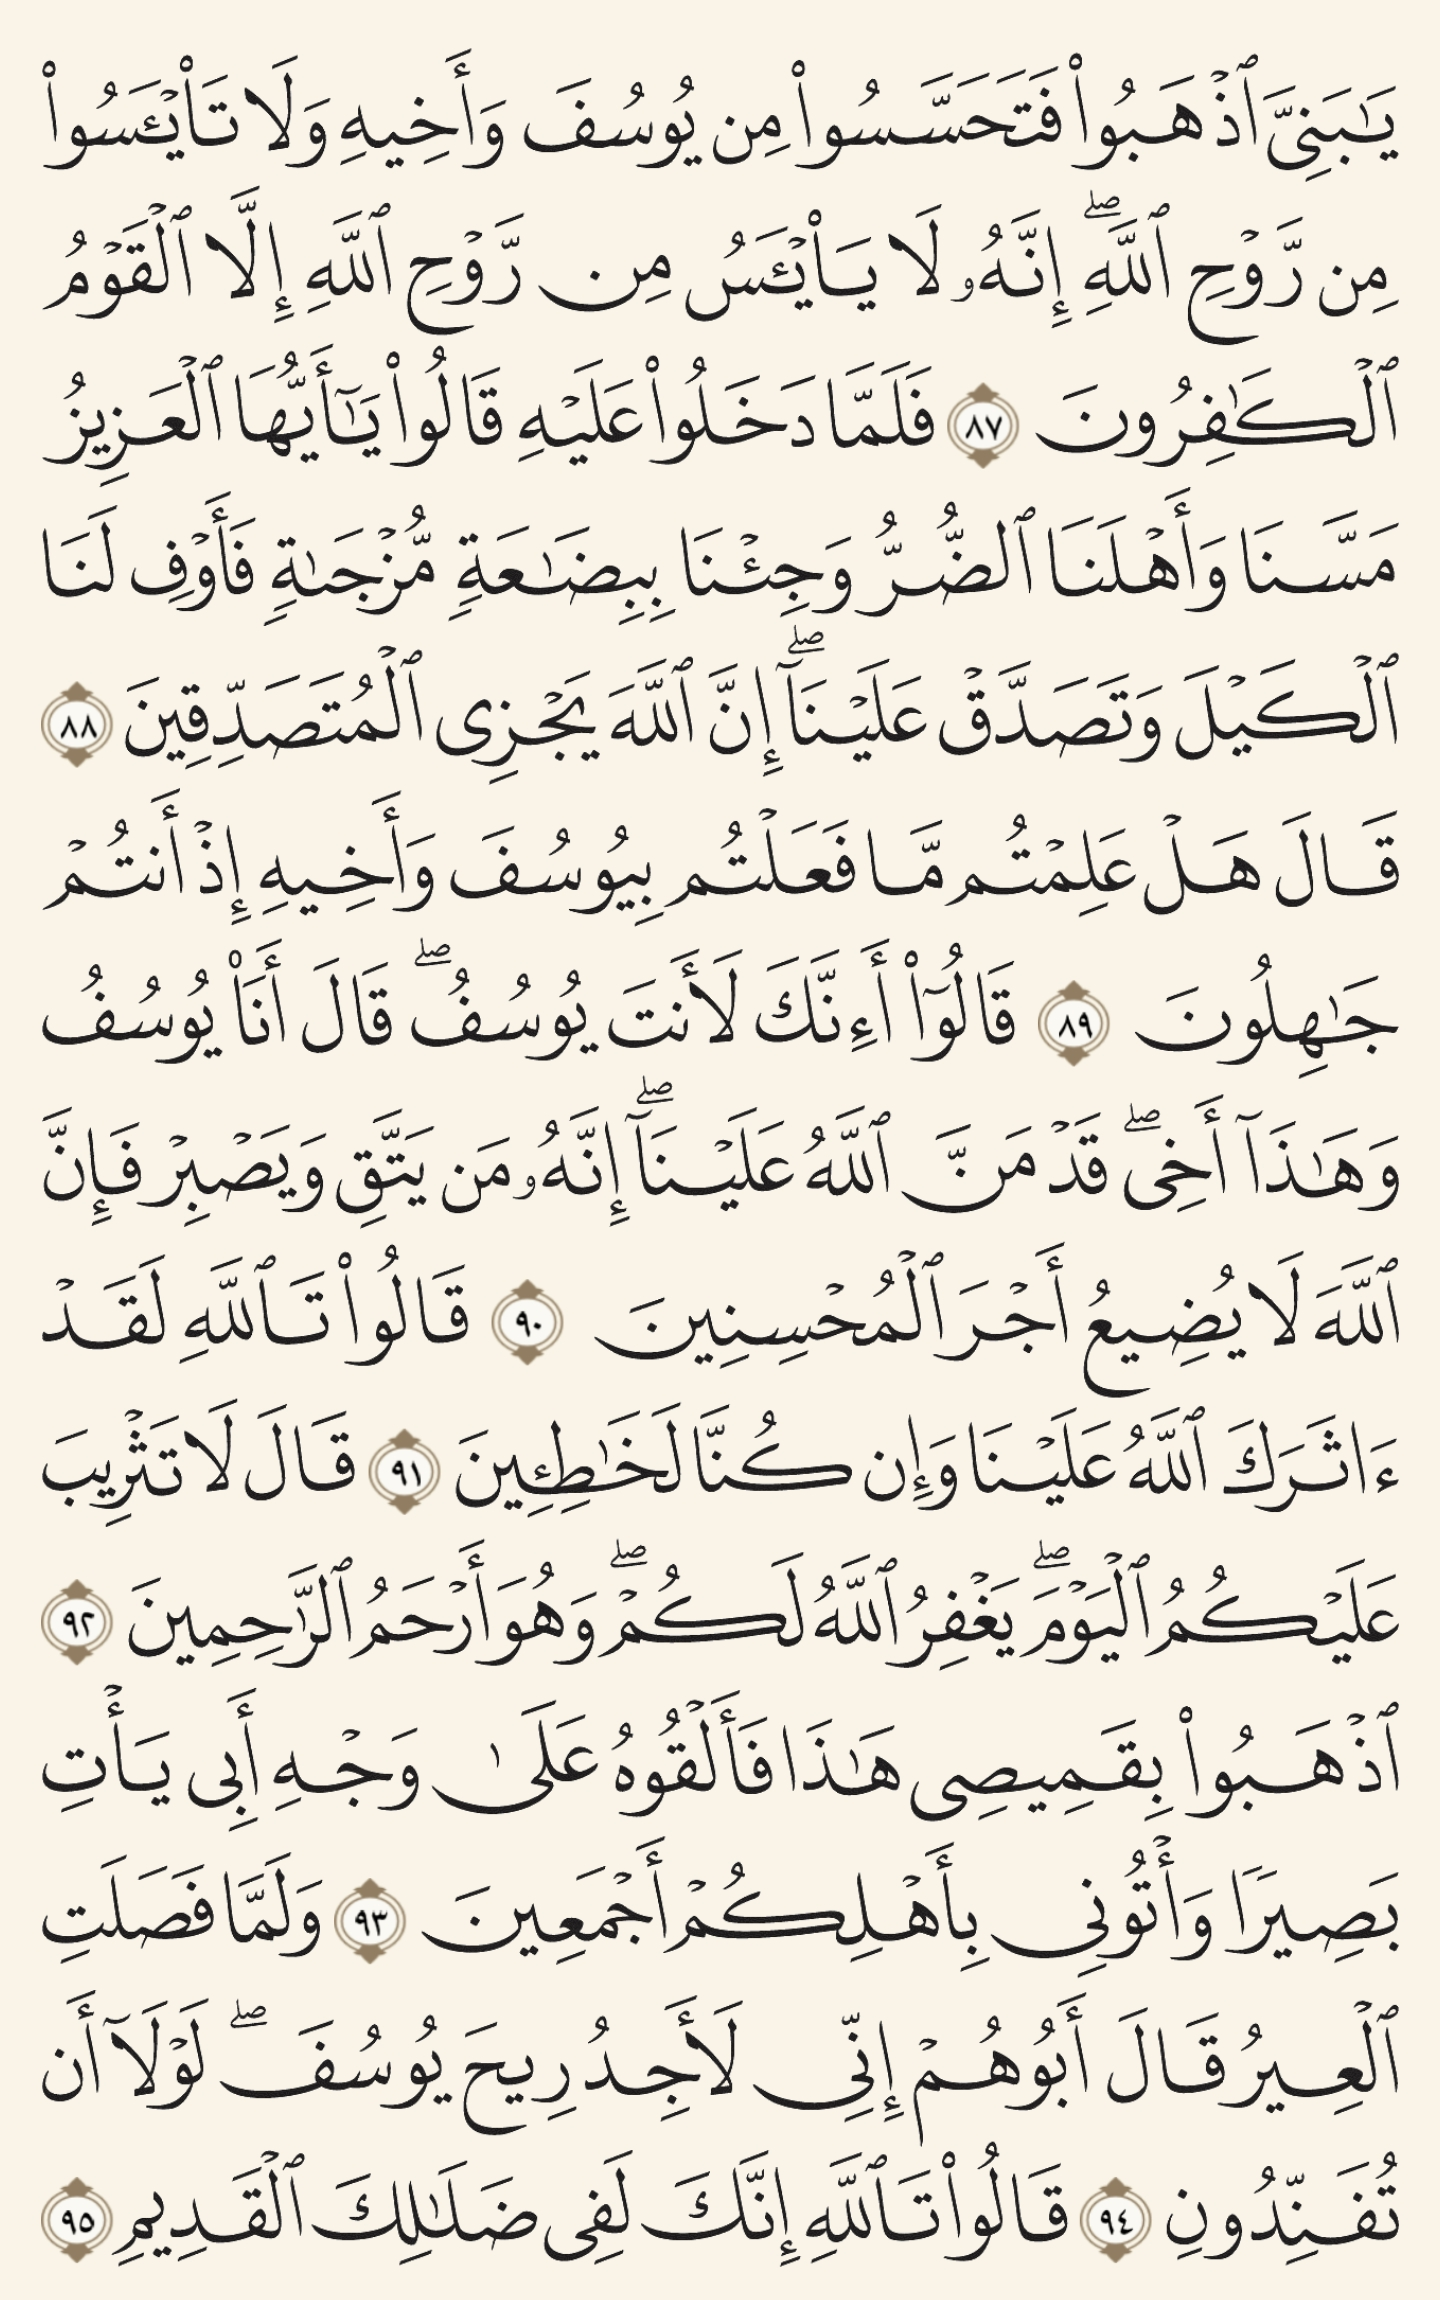 يَـٰبَنِىَّ ٱذْهَبُوا۟ فَتَحَسَّسُوا۟ مِن يُوسُفَ وَأَخِيهِ وَلَا تَا۟يْـَٔسُوا۟
مِن رَّوْحِ ٱللَّهِ ۖ إِنَّهُۥ لَا يَا۟يْـَٔسُ مِن رَّوْحِ ٱللَّهِ إِلَّا ٱلْقَوْمُ
ٱلْكَـٰفِرُونَ ٨٧ فَلَمَّا دَخَلُوا۟ عَلَيْهِ قَالُوا۟ يَـٰٓأَيُّهَا ٱلْعَزِيزُ
مَسَّنَا وَأَهْلَنَا ٱلضُّرُّ وَجِئْنَا بِبِضَـٰعَةٍ مُّزْجَىٰةٍ فَأَوْفِ لَنَا
ٱلْكَيْلَ وَتَصَدَّقْ عَلَيْنَآ ۖ إِنَّ ٱللَّهَ يَجْزِى ٱلْمُتَصَدِّقِينَ ٨٨
قَالَ هَلْ عَلِمْتُم مَّا فَعَلْتُم بِيُوسُفَ وَأَخِيهِ إِذْ أَنتُمْ
جَـٰهِلُونَ ٨٩ قَالُوٓا۟ أَءِنَّكَ لَأَنتَ يُوسُفُ ۖ قَالَ أَنَا۠ يُوسُفُ
وَهَـٰذَآ أَخِى ۖ قَدْ مَنَّ ٱللَّهُ عَلَيْنَآ ۖ إِنَّهُۥ مَن يَتَّقِ وَيَصْبِرْ فَإِنَّ
ٱللَّهَ لَا يُضِيعُ أَجْرَ ٱلْمُحْسِنِينَ ٩٠ قَالُوا۟ تَٱللَّهِ لَقَدْ
ءَاثَرَكَ ٱللَّهُ عَلَيْنَا وَإِن كُنَّا لَخَـٰطِـِٔينَ ٩١ قَالَ لَا تَثْرِيبَ
عَلَيْكُمُ ٱلْيَوْمَ ۖ يَغْفِرُ ٱللَّهُ لَكُمْ ۖ وَهُوَ أَرْحَمُ ٱلرَّٰحِمِينَ ٩٢
ٱذْهَبُوا۟ بِقَمِيصِى هَـٰذَا فَأَلْقُوهُ عَلَىٰ وَجْهِ أَبِى يَأْتِ
بَصِيرًا وَأْتُونِى بِأَهْلِكُمْ أَجْمَعِينَ ٩٣ وَلَمَّا فَصَلَتِ
ٱلْعِيرُ قَالَ أَبُوهُمْ إِنِّى لَأَجِدُ رِيحَ يُوسُفَ ۖ لَوْلَآ أَن
تُفَنِّدُونِ ٩٤ قَالُوا۟ تَٱللَّهِ إِنَّكَ لَفِى ضَلَـٰلِكَ ٱلْقَدِيمِ ٩٥